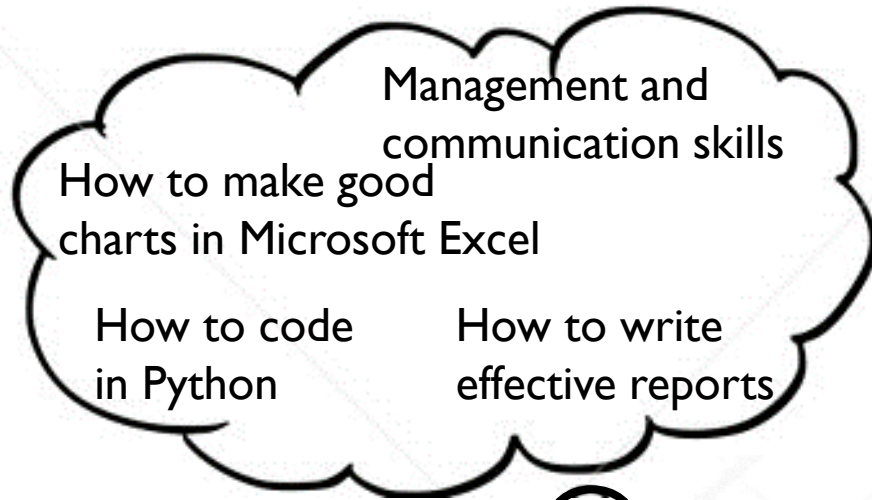 Management and
communication skills
How to make good
charts in Microsoft Excel
How to code
in Python
How to write
effective reports